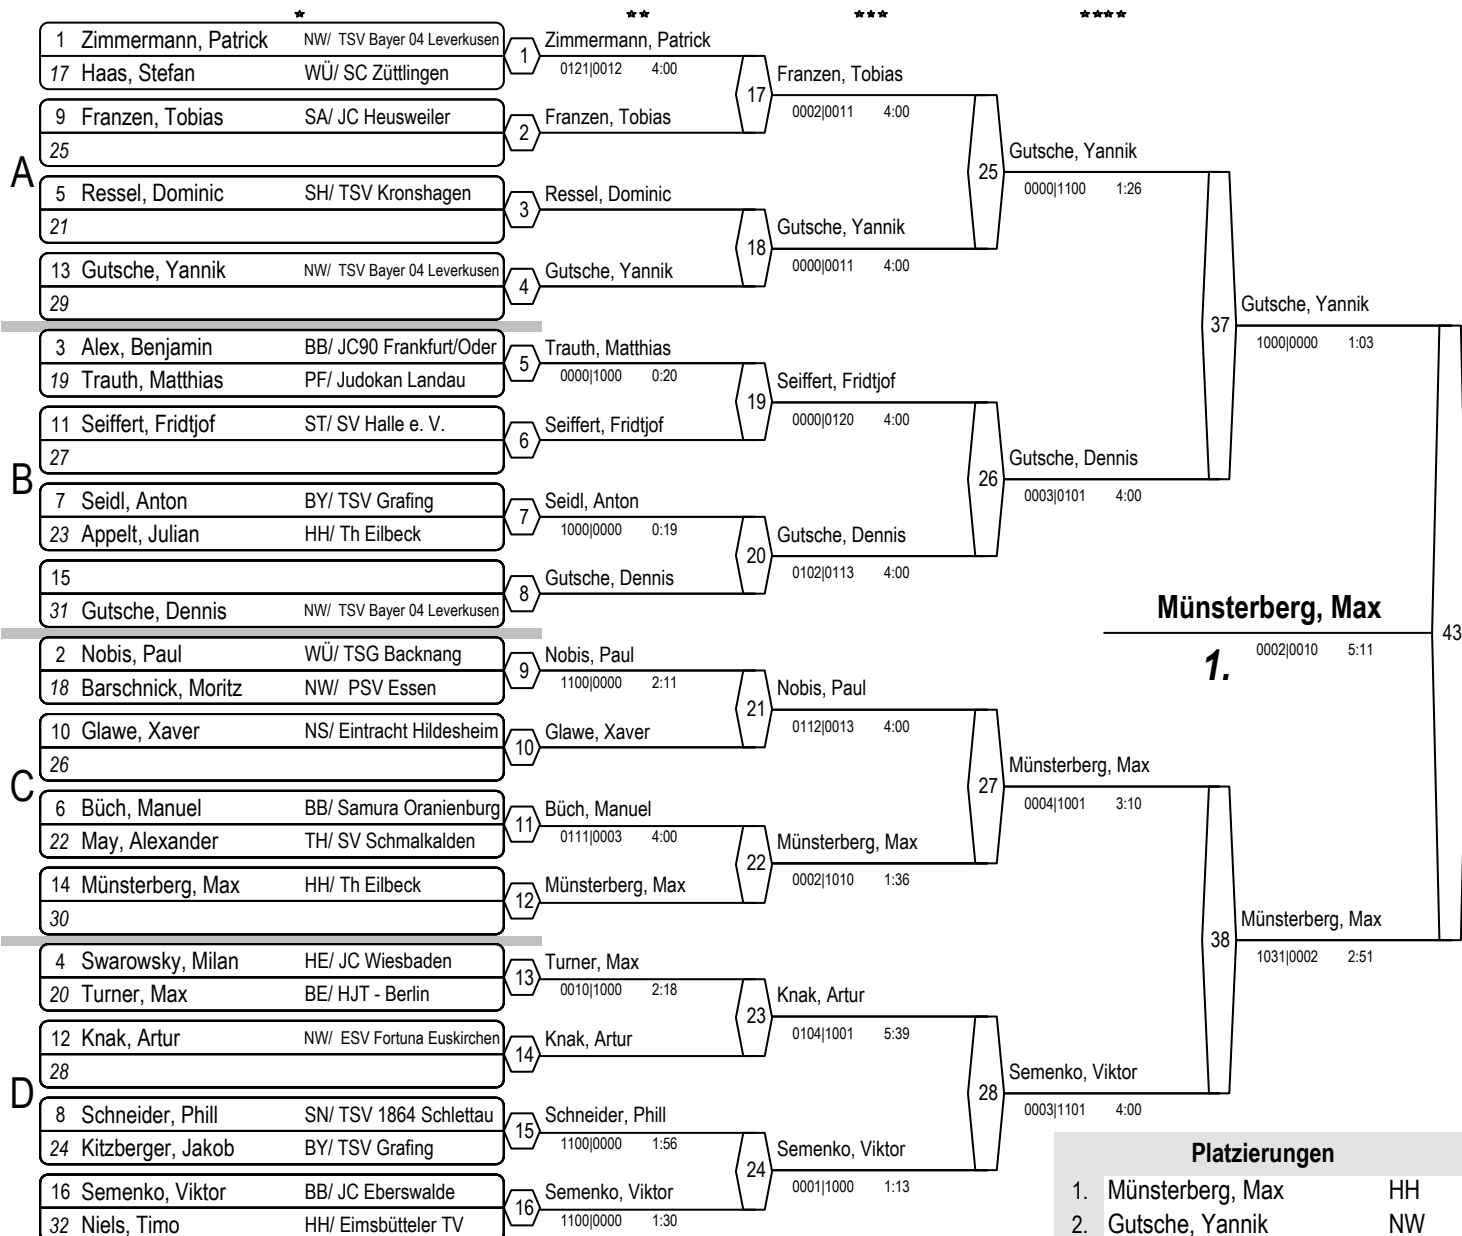 * ** *** ****
1 Zimmermann, Patrick NW/ TSV Bayer 04 Leverkusen
17 Haas, Stefan WÜ/ SC Züttlingen
1 Zimmermann, Patrick
0121|0012 4:00
A
9 Franzen, Tobias SA/ JC Heusweiler
25
2 Franzen, Tobias
17 Franzen, Tobias
0002|0011 4:00
5 Ressel, Dominic SH/ TSV Kronshagen
21
3 Ressel, Dominic
13 Gutsche, Yannik NW/ TSV Bayer 04 Leverkusen
29
4 Gutsche, Yannik
18 Gutsche, Yannik
0000|0011 4:00
25 Gutsche, Yannik
0000|1100 1:26
B
3 Alex, Benjamin BB/ JC90 Frankfurt/Oder
19 Trauth, Matthias PF/ Judokan Landau
5 Trauth, Matthias
0000|1000 0:20
11 Seiffert, Fridtjof ST/ SV Halle e. V.
27
6 Seiffert, Fridtjof
19 Seiffert, Fridtjof
0000|0120 4:00
7 Seidl, Anton BY/ TSV Grafing
23 Appelt, Julian HH/ Th Eilbeck
7 Seidl, Anton
1000|0000 0:19
15
31 Gutsche, Dennis NW/ TSV Bayer 04 Leverkusen
8 Gutsche, Dennis
20 Gutsche, Dennis
0102|0113 4:00
26 Gutsche, Dennis
0003|0101 4:00
37 Gutsche, Yannik
1000|0000 1:03
C
2 Nobis, Paul WÜ/ TSG Backnang
18 Barschnick, Moritz NW/ PSV Essen
9 Nobis, Paul
1100|0000 2:11
10 Glawe, Xaver NS/ Eintracht Hildesheim
26
10 Glawe, Xaver
21 Nobis, Paul
0112|0013 4:00
6 Büch, Manuel BB/ Samura Oranienburg
22 May, Alexander TH/ SV Schmalkalden
11 Büch, Manuel
0111|0003 4:00
14 Münsterberg, Max HH/ Th Eilbeck
30
12 Münsterberg, Max
22 Münsterberg, Max
0002|1010 1:36
27 Münsterberg, Max
0004|1001 3:10
D
4 Swarowsky, Milan HE/ JC Wiesbaden
20 Turner, Max BE/ HJT - Berlin
13 Turner, Max
0010|1000 2:18
12 Knak, Artur NW/ ESV Fortuna Euskirchen
28
14 Knak, Artur
23 Knak, Artur
0104|1001 5:39
8 Schneider, Phill SN/ TSV 1864 Schlettau
24 Kitzberger, Jakob BY/ TSV Grafing
15 Schneider, Phill
1100|0000 1:56
16 Semenko, Viktor BB/ JC Eberswalde
32 Niels, Timo HH/ Eimsbütteler TV
16 Semenko, Viktor
1100|0000 1:30
24 Semenko, Viktor
0001|1000 1:13
28 Semenko, Viktor
0003|1101 4:00
38 Münsterberg, Max
1031|0002 2:51
Münsterberg, Max 43
1. 0002|0010 5:11
Platzierungen
1. Münsterberg, Max HH
2. Gutsche, Yannik NW